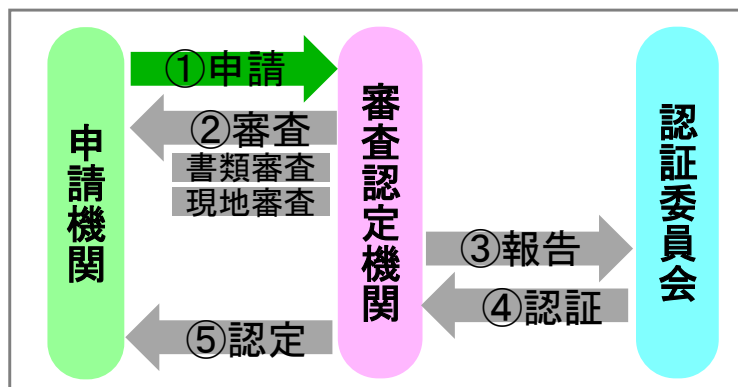 申請機関
①申請
②審査
書類審査
現地審査
⑤認定
審査認定機関
③報告
④認証
認証委員会